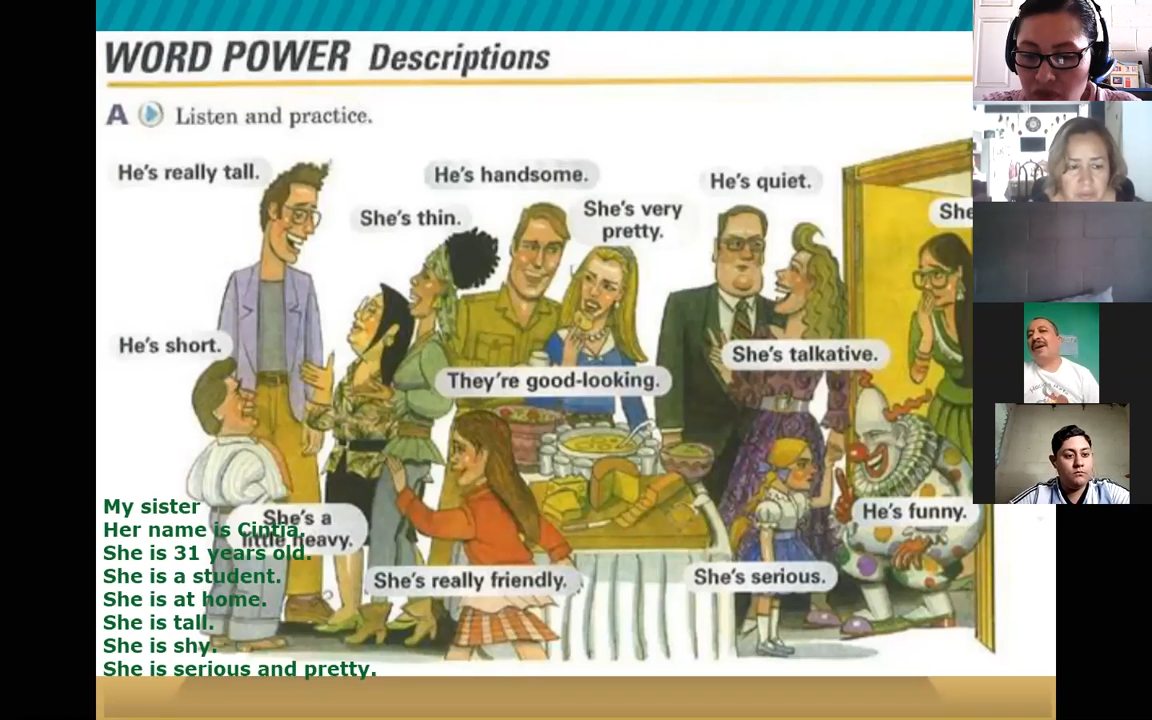 WORD POWER Descriptions
A Listen and practice.
He's really tall.
He's handsome.
He's quiet.
She's thin.
She's very
pretty.
She
He's short.
She's talkative.
They're good-looking.
He's funny.
She's a
little heavy.
She's really friendly.
She's serious.
My sister
Her name is Cintia.
She is 31 years old.
She is a student.
She is at home.
She is tall.
She is shy.
She is serious and pretty.